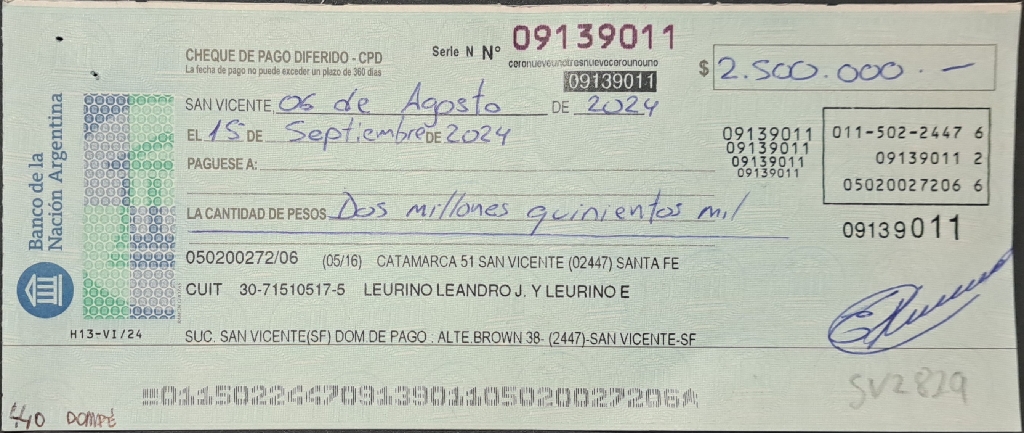 CHEQUE DE PAGO DIFERIDO - CPD
La fecha de pago no puede exceder un plazo de 360 días
Serie N Nº 09139011
ceronueveunotresnuevecerounouno
09139011
$ 2.500.000.-
SAN VICENTE, 06 de Agosto DE 2024
EL 15 DE Septiembre DE 2024
PAGUESE A:
09139011
09139011
09139011
09139011
011-502-2447 6
09139011 2
05020027206 6
LA CANTIDAD DE PESOS Dos millones quinientos mil
09139011
050200272/06 (05/16) CATAMARCA 51 SAN VICENTE (02447) SANTA FE
CUIT 30-71510517-5 LEURINO LEANDRO J. Y LEURINO E
Banco de la
Nación Argentina
H13-VI/24
SUC. SAN VICENTE(SF) DOM.DE PAGO : ALTE.BROWN 38- (2447)-SAN VICENTE-SF
01150224470913901105020027206
SV2829
DOMPÉ